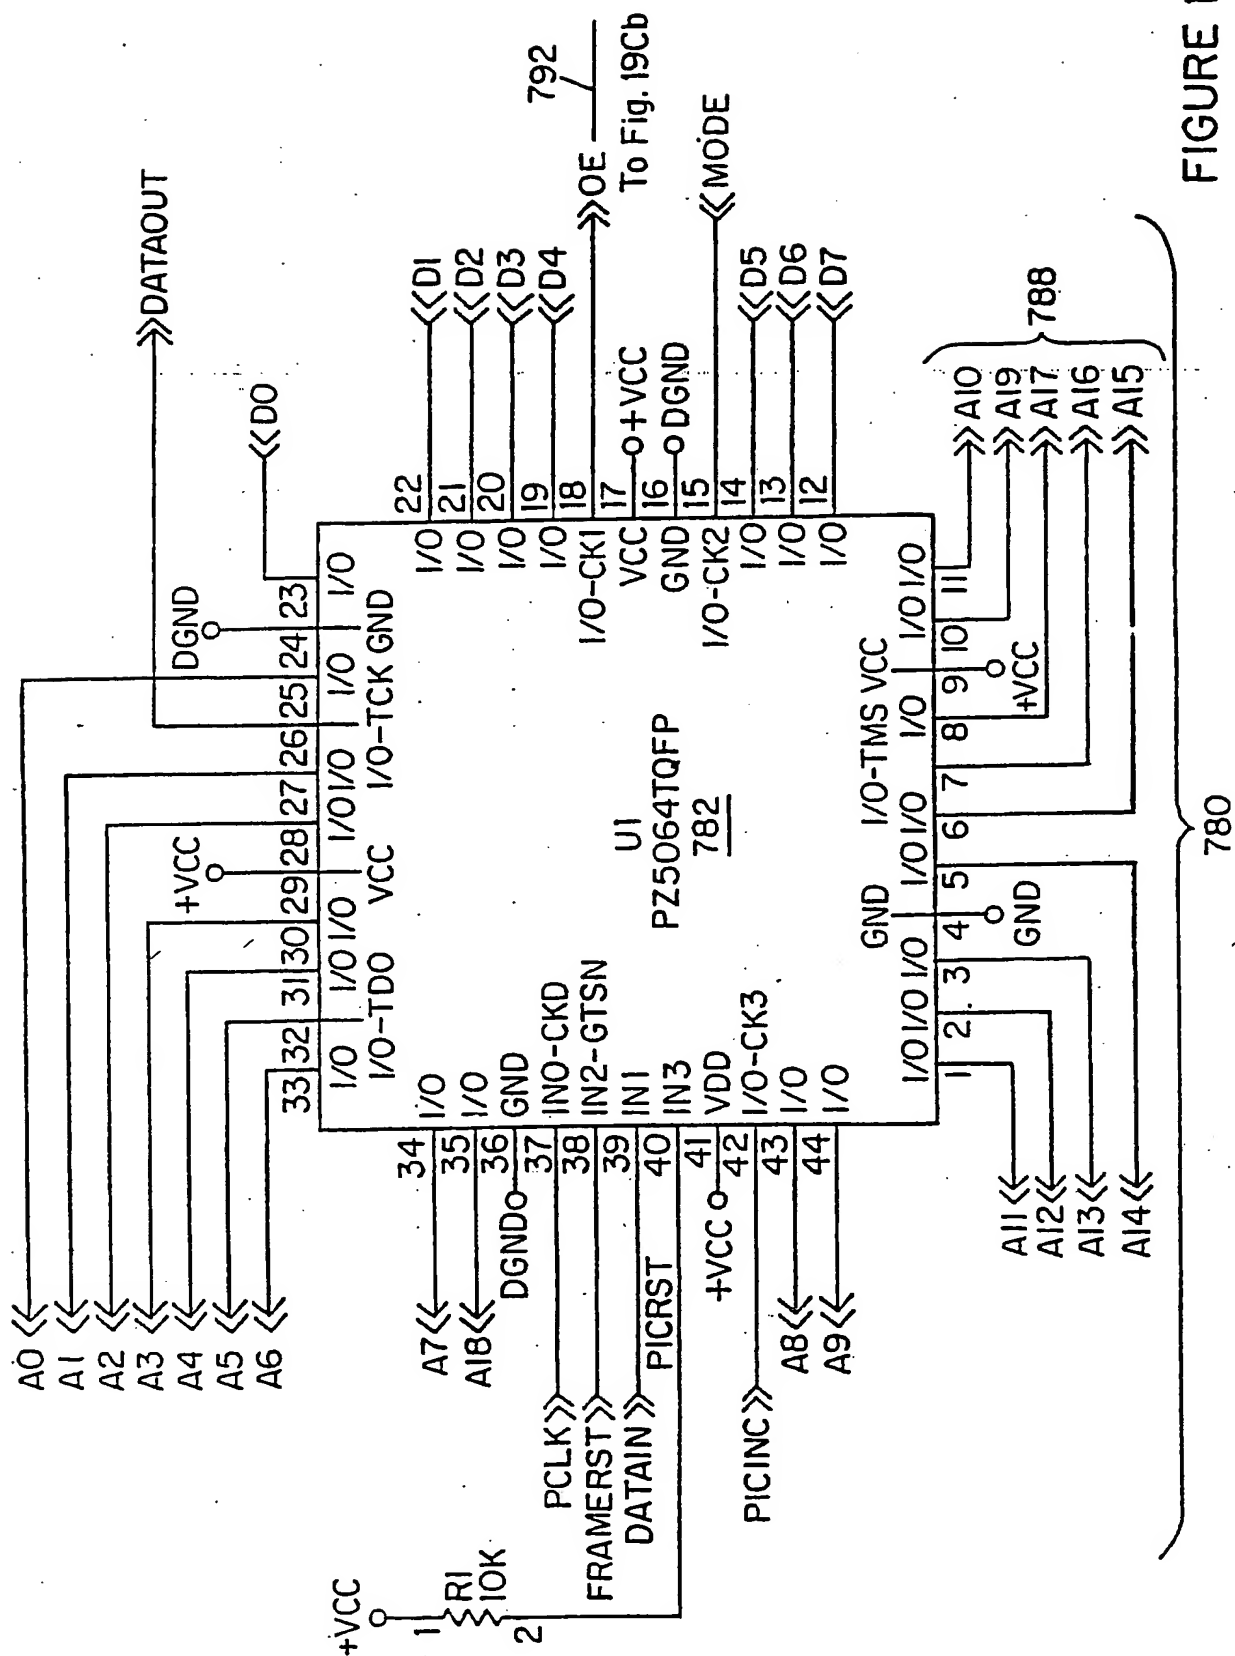 792
OE
To Fig. 19Cb
DATAOUT
MODE
D0
D1
D2
D3
D4
+VCC
DGND
D5
D6
D7
22
21
20
19
18
17
16
15
14
13
12
I/O
I/O
I/O
I/O
I/O-CK1
VCC
GND
I/O-CK2
I/O
I/O
I/O
DGND
23
24
25
26
27
28
29
30
31
32
33
I/O
GND
I/O
I/O-TCK
I/O
I/O
VCC
I/O
I/O
I/O-TDO
I/O
+VCC
A0
A1
A2
A3
A4
A5
A6
U1
PZ5064TQFP
782
34
35
36
37
38
39
40
41
42
43
44
I/O
I/O
GND
IN0-CKD
IN2-GTSN
IN1
IN3
VDD
I/O-CK3
I/O
I/O
A7
A18
DGND
PCLK
FRAMERST
DATAIN
PICRST
+VCC
PICINC
A8
A9
+VCC
1
R1
10K
2
I/O
I/O
I/O
GND
I/O
I/O
I/O-TMS
I/O
VCC
I/O
I/O
1
2
3
4
5
6
7
8
9
10
11
GND
+VCC
A11
A12
A13
A14
A10
A19
A17
A16
A15
788
780
FIGURE